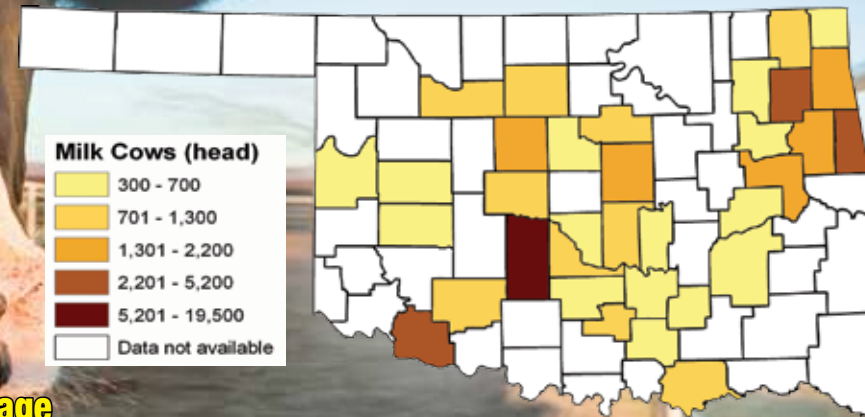 Milk Cows (head)
300 - 700
701 - 1,300
1,301 - 2,200
2,201 - 5,200
5,201 - 19,500
Data not available
age